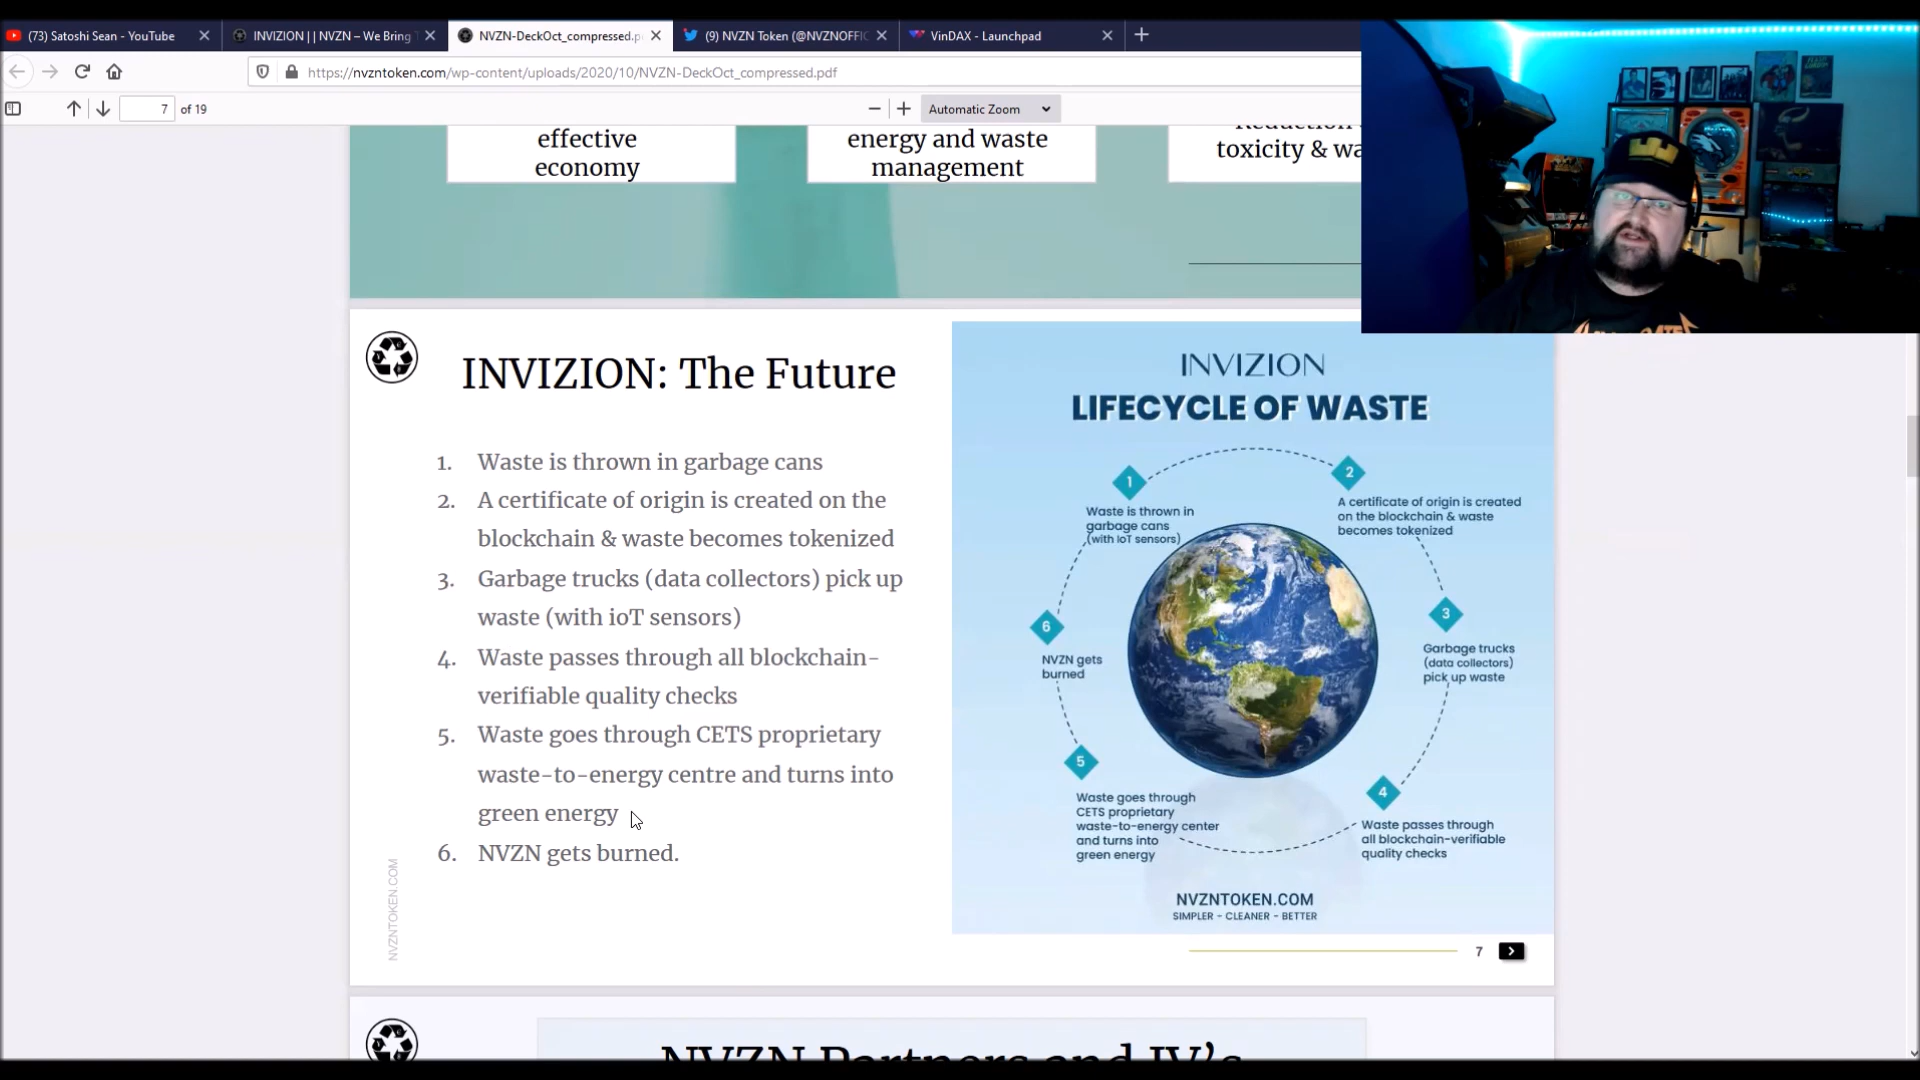 (73) Satoshi Sean - YouTube
INVIZION | | NVZN – We Bring
NVZN-DeckOct_compressed.p
(9) NVZN Token (@NVZNOFFIC
VinDAX - Launchpad
https://nvzntoken.com/wp-content/uploads/2020/10/NVZN-DeckOct_compressed.pdf
7 of 19
Automatic Zoom
effective
economy
energy and waste
management
Reduction
toxicity & wa
INVIZION: The Future
1. Waste is thrown in garbage cans
2. A certificate of origin is created on the
blockchain & waste becomes tokenized
3. Garbage trucks (data collectors) pick up
waste (with ioT sensors)
4. Waste passes through all blockchain-
verifiable quality checks
5. Waste goes through CETS proprietary
waste-to-energy centre and turns into
green energy
6. NVZN gets burned.
NVZNTOKEN.COM
INVIZION
LIFECYCLE OF WASTE
1
Waste is thrown in
garbage cans
(with IoT sensors)
2
A certificate of origin is created
on the blockchain & waste
becomes tokenized
3
Garbage trucks
(data collectors)
pick up waste
4
Waste passes through
all blockchain-verifiable
quality checks
5
Waste goes through
CETS proprietary
waste-to-energy center
and turns into
green energy
6
NVZN gets
burned
NVZNTOKEN.COM
SIMPLER - CLEANER - BETTER
7
NVZN Partners and JV's